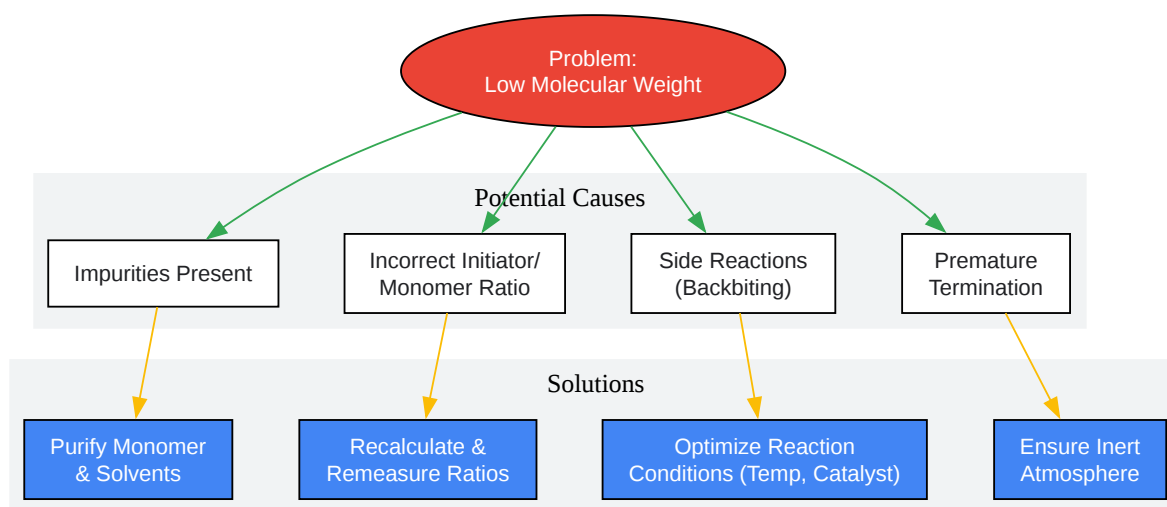 Problem:
Low Molecular Weight
Potential Causes
Impurities Present
Incorrect Initiator/
Monomer Ratio
Side Reactions
(Backbiting)
Premature
Termination
Solutions
Purify Monomer
& Solvents
Recalculate &
Remeasure Ratios
Optimize Reaction
Conditions (Temp, Catalyst)
Ensure Inert
Atmosphere